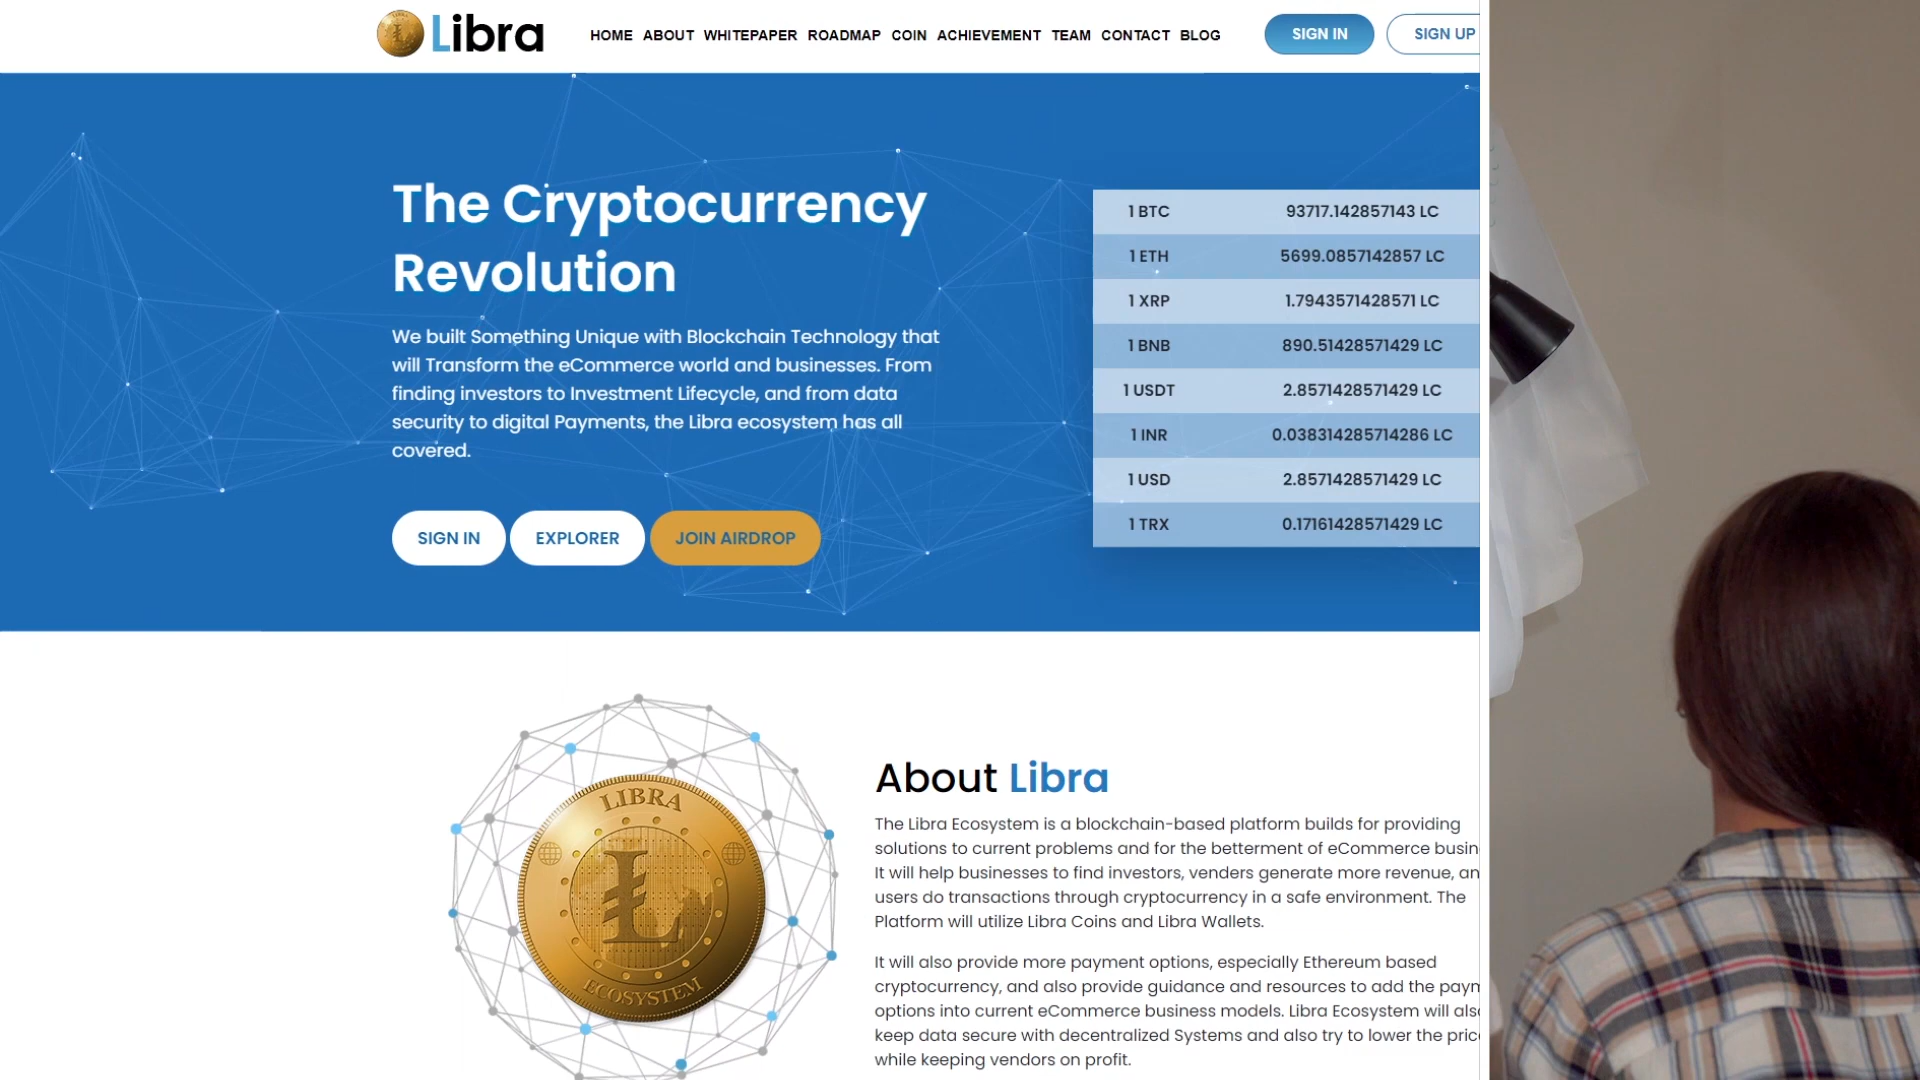 Libra
HOME ABOUT WHITEPAPER ROADMAP COIN ACHIEVEMENT TEAM CONTACT BLOG
SIGN IN
SIGN UP
The Cryptocurrency
Revolution
We built Something Unique with Blockchain Technology that
will Transform the eCommerce world and businesses. From
finding investors to Investment Lifecycle, and from data
security to digital Payments, the Libra ecosystem has all
covered.
SIGN IN
EXPLORER
JOIN AIRDROP
1 BTC 93717.142857143 LC
1 ETH 5699.0857142857 LC
1 XRP 1.7943571428571 LC
1 BNB 890.51428571429 LC
1 USDT 2.8571428571429 LC
1 INR 0.038314285714286 LC
1 USD 2.8571428571429 LC
1 TRX 0.17161428571429 LC
LIBRA
ECOSYSTEM
About Libra
The Libra Ecosystem is a blockchain-based platform builds for providing
solutions to current problems and for the betterment of eCommerce busin
It will help businesses to find investors, venders generate more revenue, an
users do transactions through cryptocurrency in a safe environment. The
Platform will utilize Libra Coins and Libra Wallets.
It will also provide more payment options, especially Ethereum based
cryptocurrency, and also provide guidance and resources to add the paym
options into current eCommerce business models. Libra Ecosystem will also
keep data secure with decentralized Systems and also try to lower the price
while keeping vendors on profit.